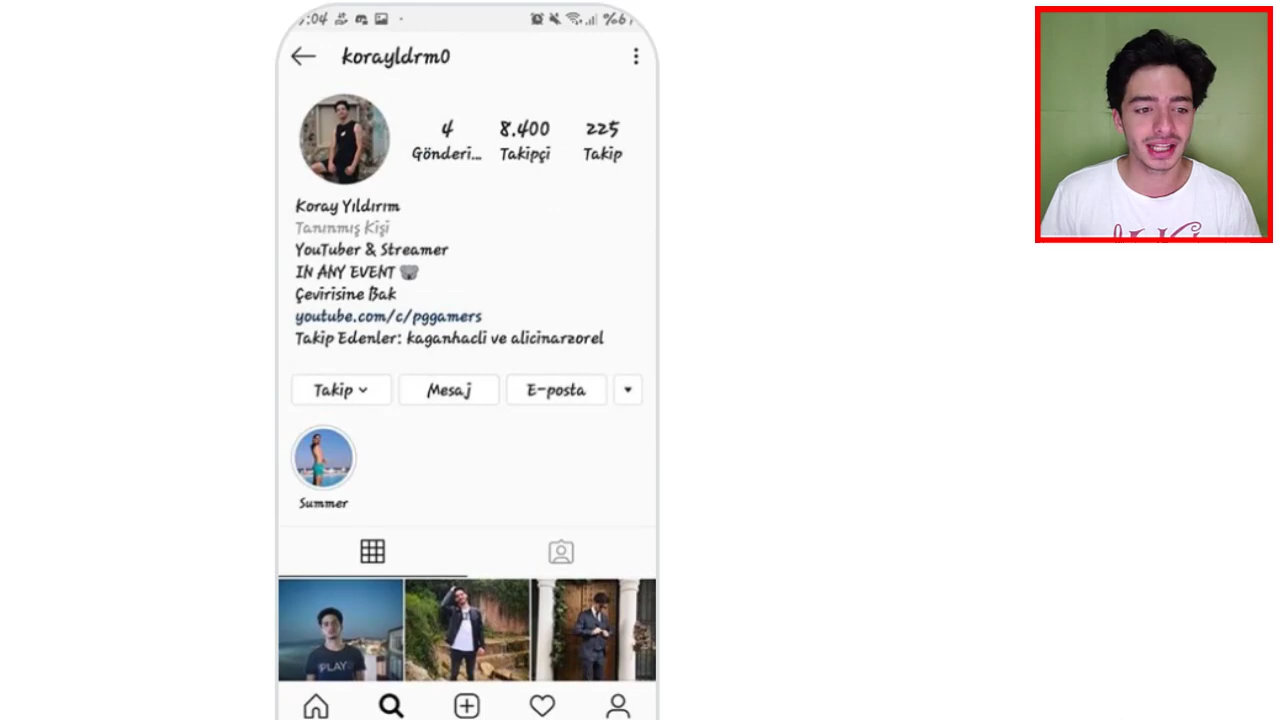 korayldrm0
4 8.400 225
Gönderi... Takipçi Takip
Koray Yıldırım
Tanınmış Kişi
YouTuber & Streamer
IN ANY EVENT 🐨
Çevirisine Bak
youtube.com/c/pggamers
Takip Edenler: kaganhacli ve alicinarzorel
Takip Mesaj E-posta
Summer
PLAY